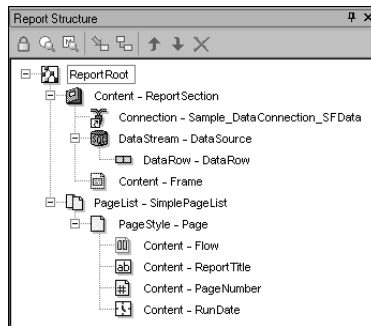 Report Structure
ReportRoot
Content - ReportSection
Connection - Sample_DataConnection_SFData
DataStream - DataSource
DataRow - DataRow
Content - Frame
PageList - SimplePageList
PageStyle - Page
Content - Flow
ab Content - ReportTitle
# Content - PageNumber
Content - RunDate